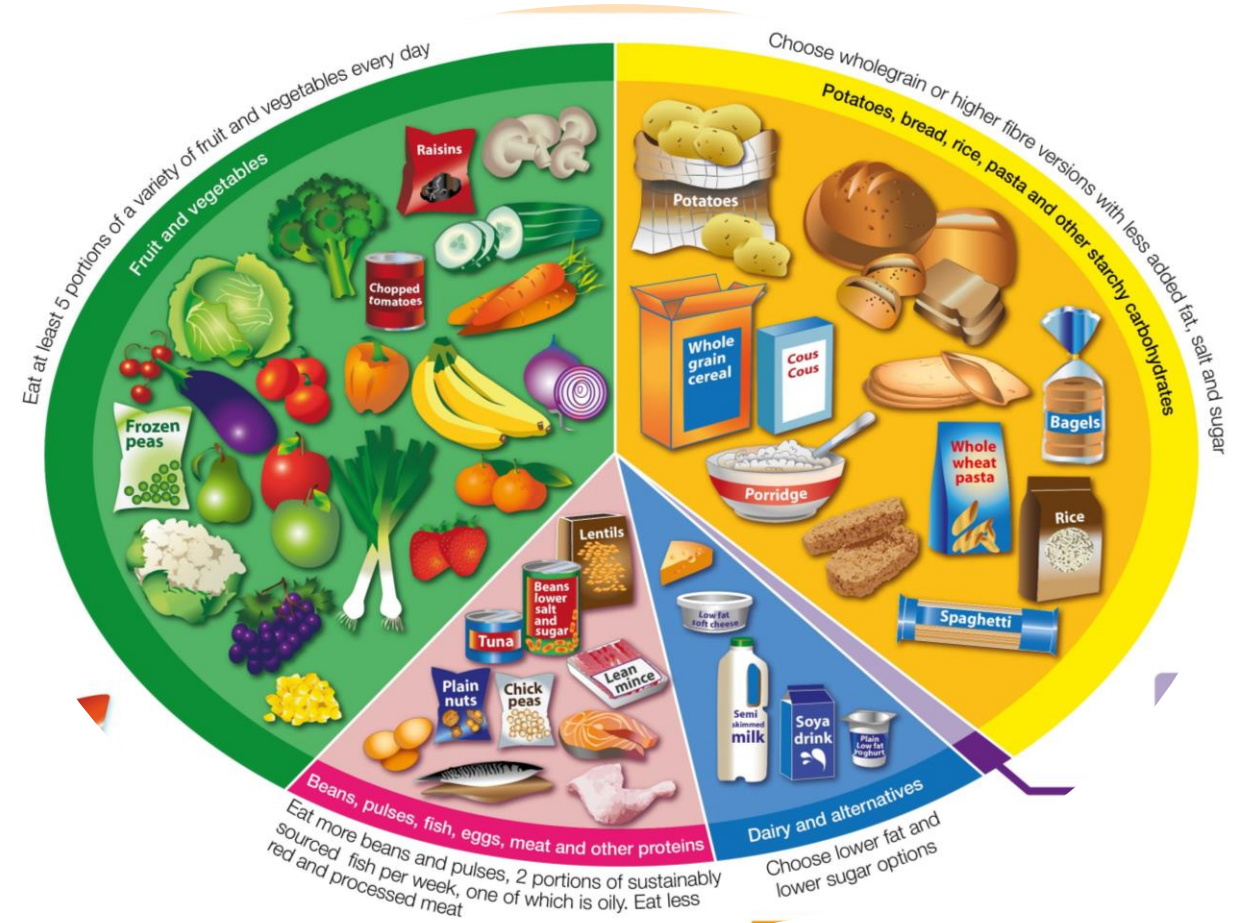 Eat at least 5 portions of a variety of fruit and vegetables every day
Fruit and vegetables
Raisins
Chopped
tomatoes
Frozen
peas
Choose wholegrain or higher fibre versions with less added fat, salt and sugar
Potatoes, bread, rice, pasta and other starchy carbohydrates
Potatoes
Whole
grain
cereal
Cous
Cous
Bagels
Whole
wheat
pasta
Porridge
Rice
Spaghetti
Lentils
Beans
lower
salt
and
sugar
Tuna
Lean
mince
Plain
nuts
Chick
peas
Beans, pulses, fish, eggs, meat and other proteins
Eat more beans and pulses, 2 portions of sustainably
sourced fish per week, one of which is oily. Eat less
red and processed meat
Low fat
soft cheese
Semi
skimmed
milk
Soya
drink
Plain
Low fat
yoghurt
Dairy and alternatives
Choose lower fat and
lower sugar options